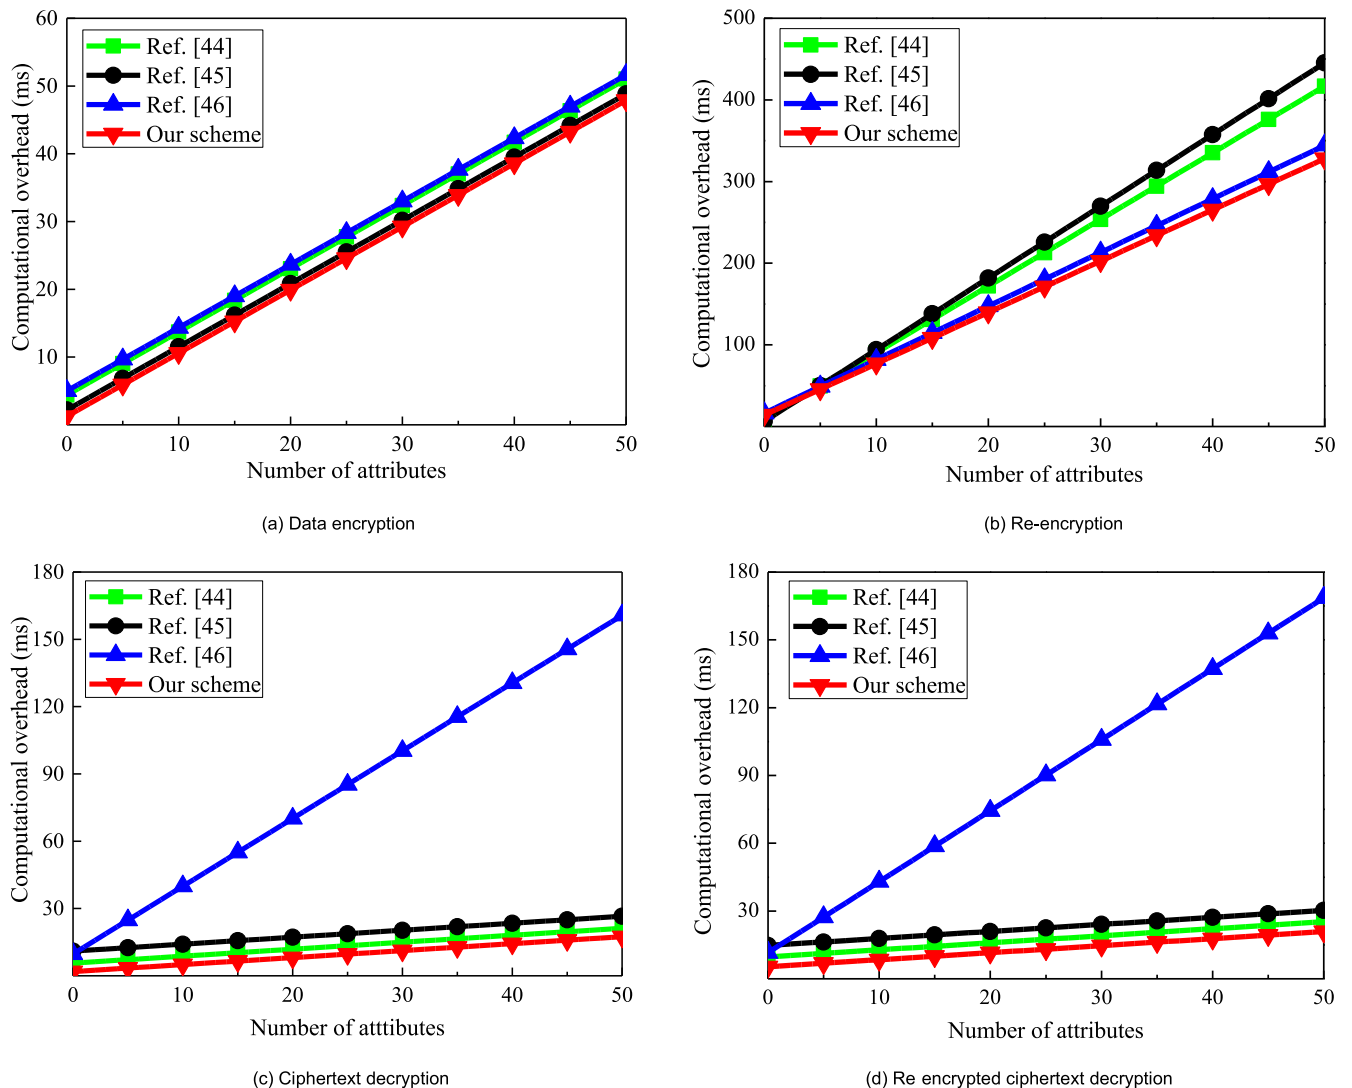 60
50
40
30
20
10
0 10 20 30 40 50
Computational overhead (ms)
Number of attributes
Ref. [44]
Ref. [45]
Ref. [46]
Our scheme
(a) Data encryption
500
400
300
200
100
0 10 20 30 40 50
Computational overhead (ms)
Number of attributes
Ref. [44]
Ref. [45]
Ref. [46]
Our scheme
(b) Re-encryption
180
150
120
90
60
30
0 10 20 30 40 50
Computational overhead (ms)
Number of atttibutes
Ref. [44]
Ref. [45]
Ref. [46]
Our scheme
(c) Ciphertext decryption
180
150
120
90
60
30
0 10 20 30 40 50
Computational overhead (ms)
Number of attributes
Ref. [44]
Ref. [45]
Ref. [46]
Our scheme
(d) Re encrypted ciphertext decryption